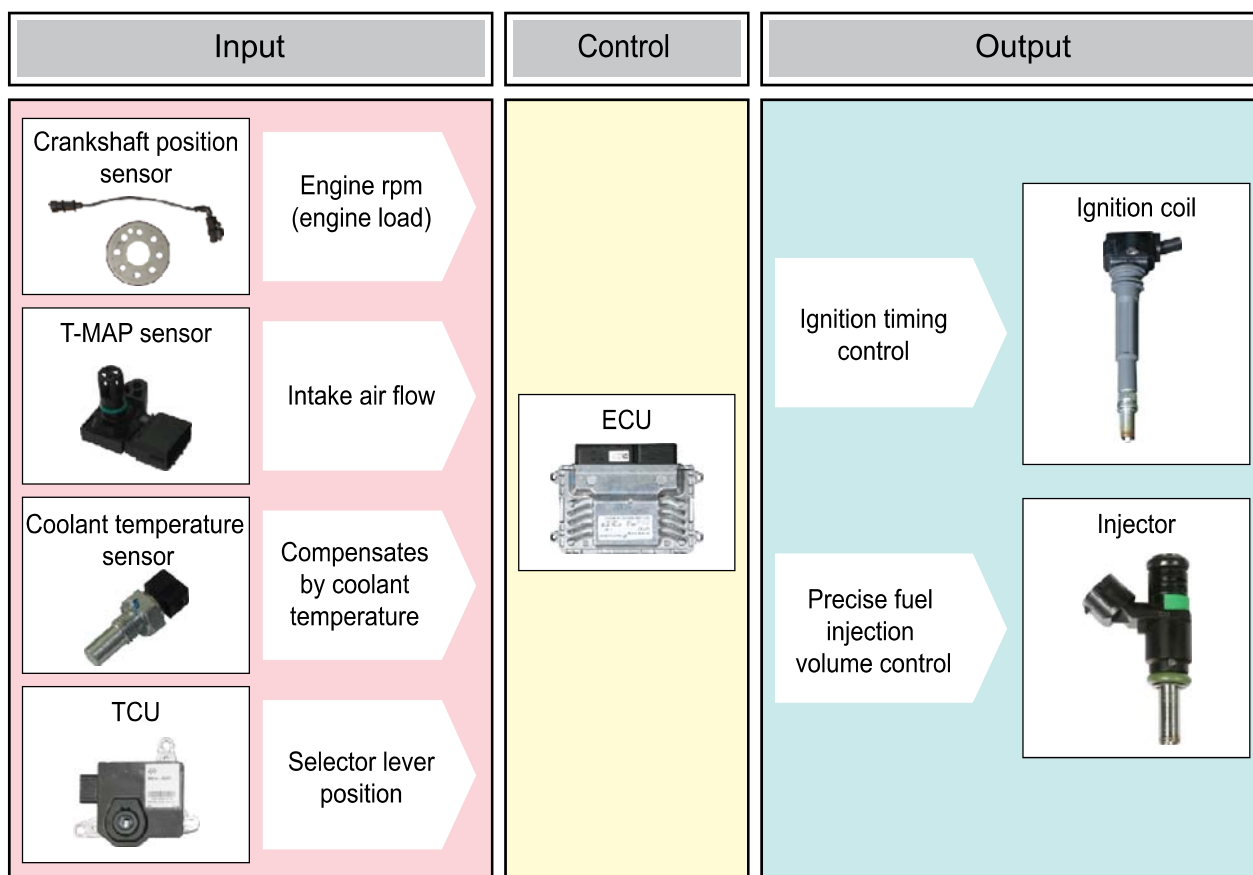 Input
Control
Output
Crankshaft position
sensor
Engine rpm
(engine load)
T-MAP sensor
Intake air flow
Coolant temperature
sensor
Compensates
by coolant
temperature
TCU
Selector lever
position
ECU
Ignition timing
control
Ignition coil
Precise fuel
injection
volume control
Injector